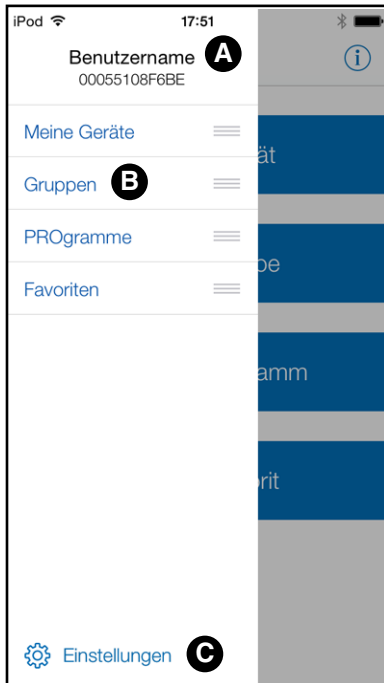 iPod 17:51
Benutzername A
00055108F6BE
Meine Geräte
Gruppen B
PROgramme
Favoriten
Einstellungen C
i
ät
pe
amm
rit